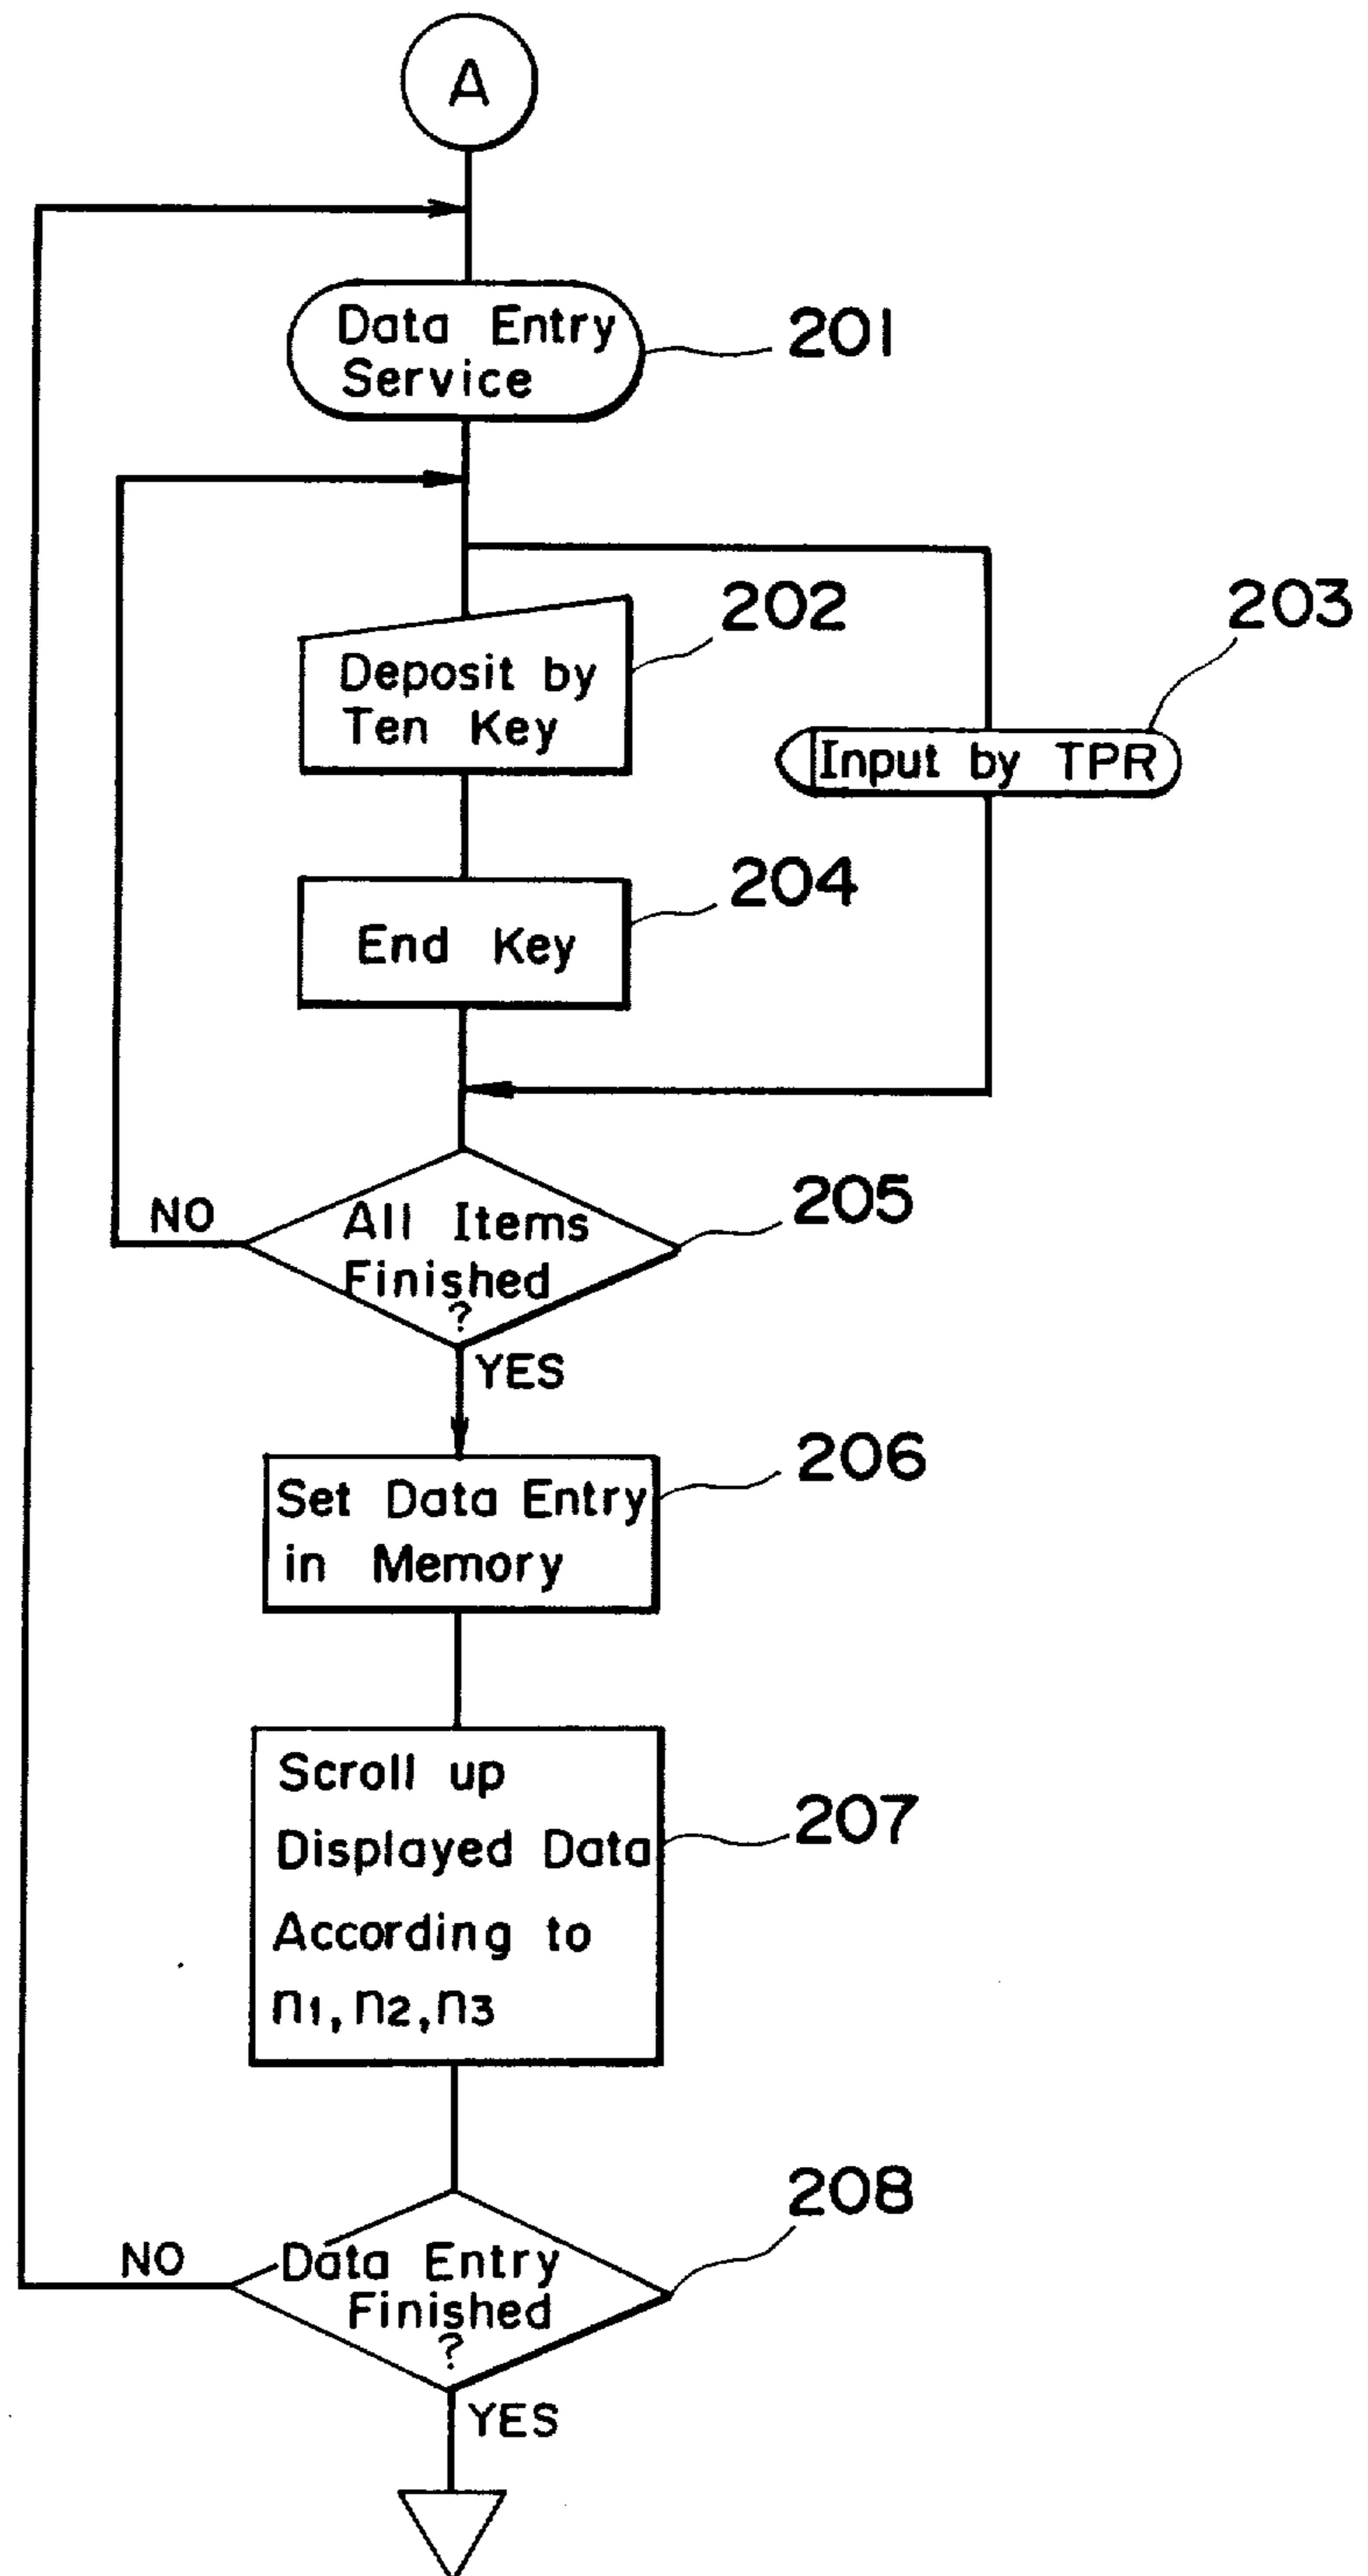 A
Data Entry
Service
201
202
Deposit by
Ten Key
203
Input by TPR
204
End Key
205
NO
All Items
Finished
?
YES
206
Set Data Entry
in Memory
Scroll up
207
Displayed Data
According to
n1, n2, n3
208
NO
Data Entry
Finished
?
YES